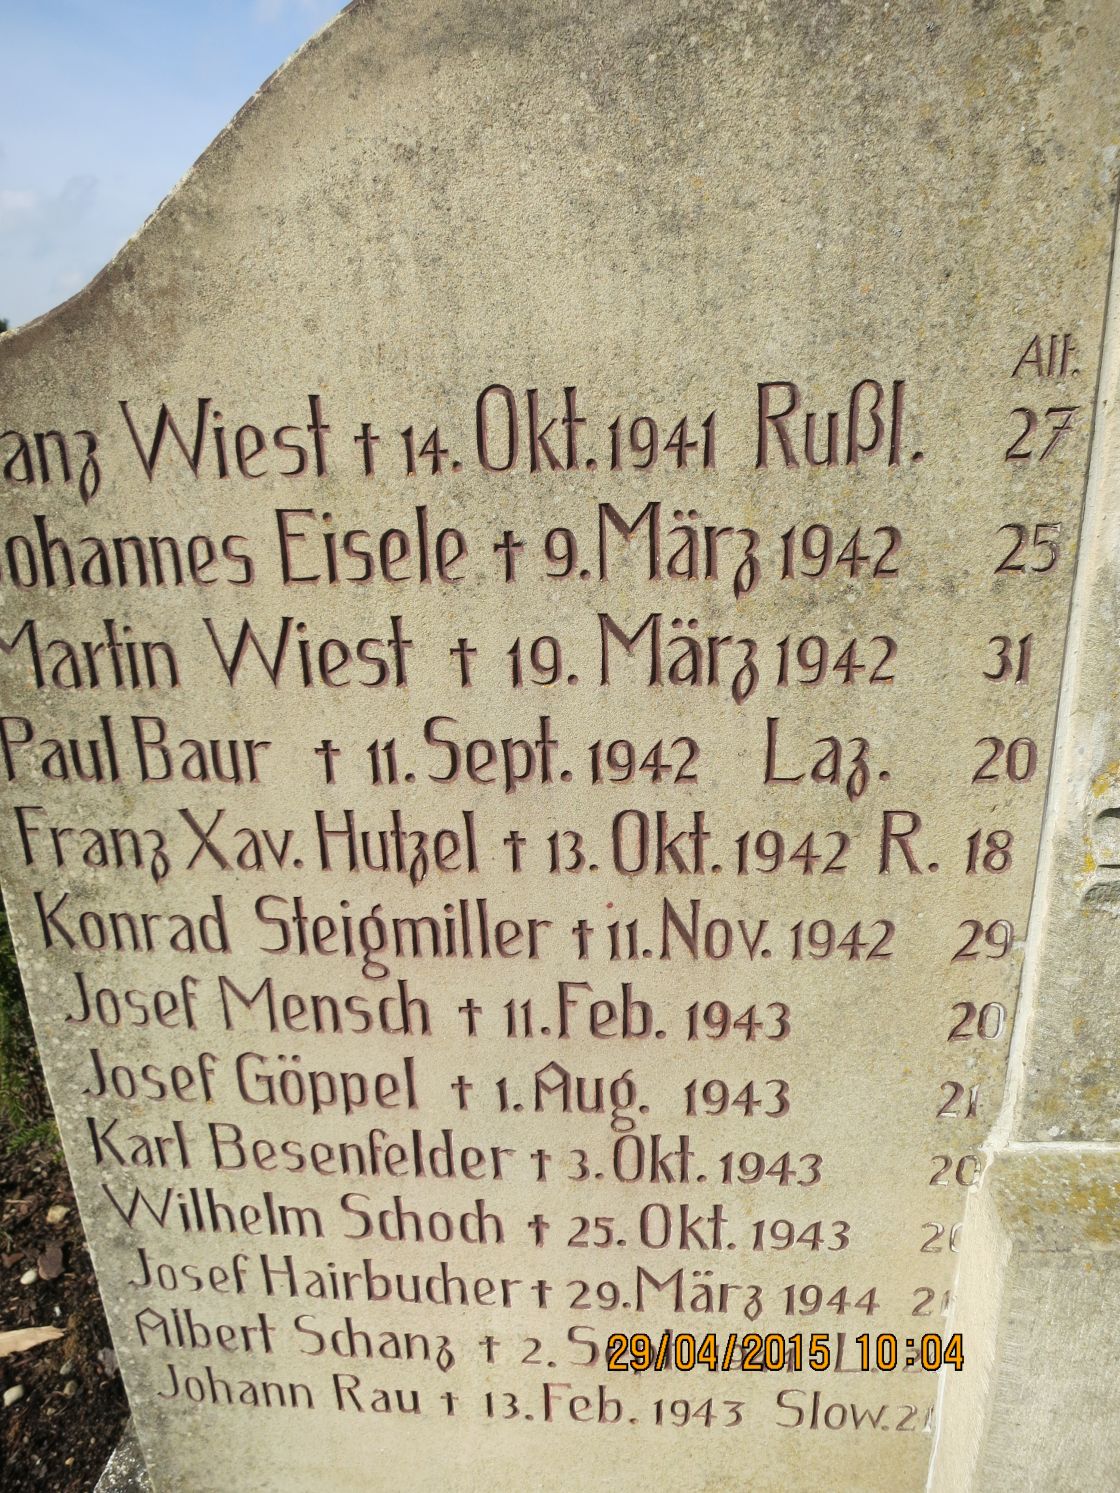 Alt.
anz Wiest † 14. Okt. 1941 Rußl. 27
ohannes Eisele † 9. März 1942 25
Martin Wiest † 19. März 1942 31
Paul Baur † 11. Sept. 1942 Laz. 20
Franz Xav. Hutzel † 13. Okt. 1942 R. 18
Konrad Steigmiller † 11. Nov. 1942 29
Josef Mensch † 11. Feb. 1943 20
Josef Göppel † 1. Aug. 1943 21
Karl Besenfelder † 3. Okt. 1943 20
Wilhelm Schoch † 25. Okt. 1943 20
Josef Hairbucher † 29. März 1944
Albert Schanz † 2. L.
29/04/2015 10:04
Johann Rau † 13. Feb. 1943 Slow. 21